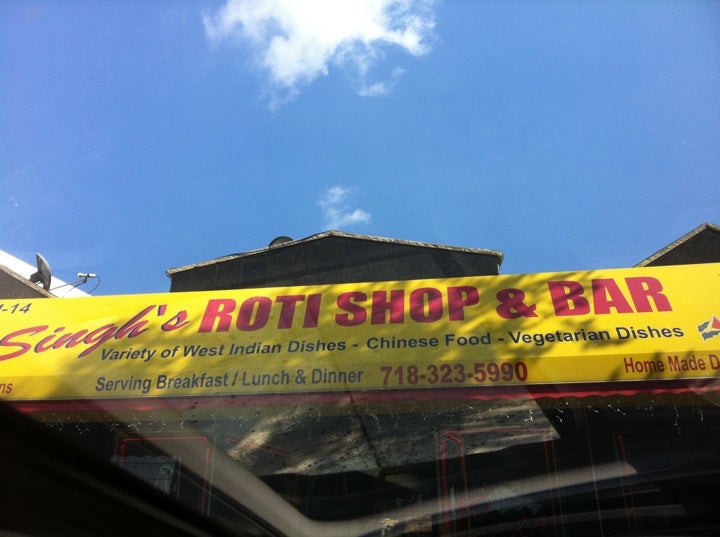 Singh's ROTI SHOP & BAR
Variety of West Indian Dishes - Chinese Food - Vegetarian Dishes
Serving Breakfast / Lunch & Dinner 718-323-5990
Home Made